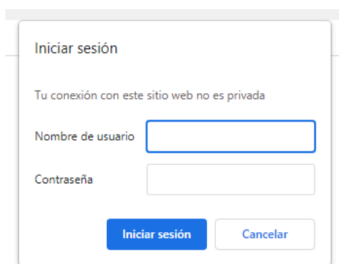 Iniciar sesión
Tu conexión con este sitio web no es privada
Nombre de usuario
Contraseña
Iniciar sesión Cancelar